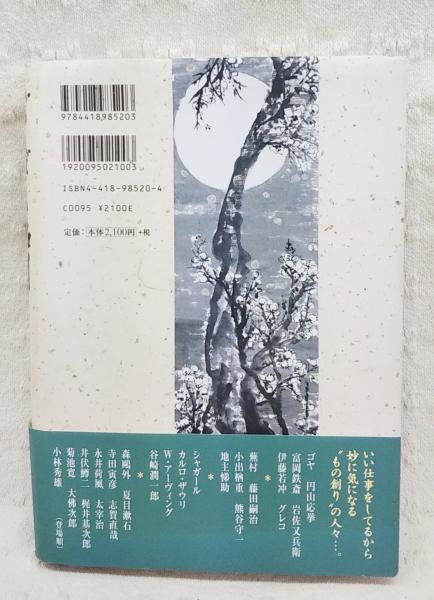 9784418985203
1920095021003
ISBN4-418-98520-4
C0095 ¥2100E
定価：本体2,100円+税
いい仕事をしてるから
妙に気になる
“もの創り”の人々…。
ゴヤ 円山応挙
富岡鉄斎 岩佐又兵衛
伊藤若冲 グレコ
*
蕪村 藤田嗣治
小出楢重 熊谷守一
地主悌助
*
シャガール
カルロ・ザウリ
W・アーヴィング
谷崎潤一郎
*
森鷗外 夏目漱石
寺田寅彦 志賀直哉
永井荷風 太宰治
井伏鱒二 梶井基次郎
菊池寛 大佛次郎
小林秀雄 (登場順)